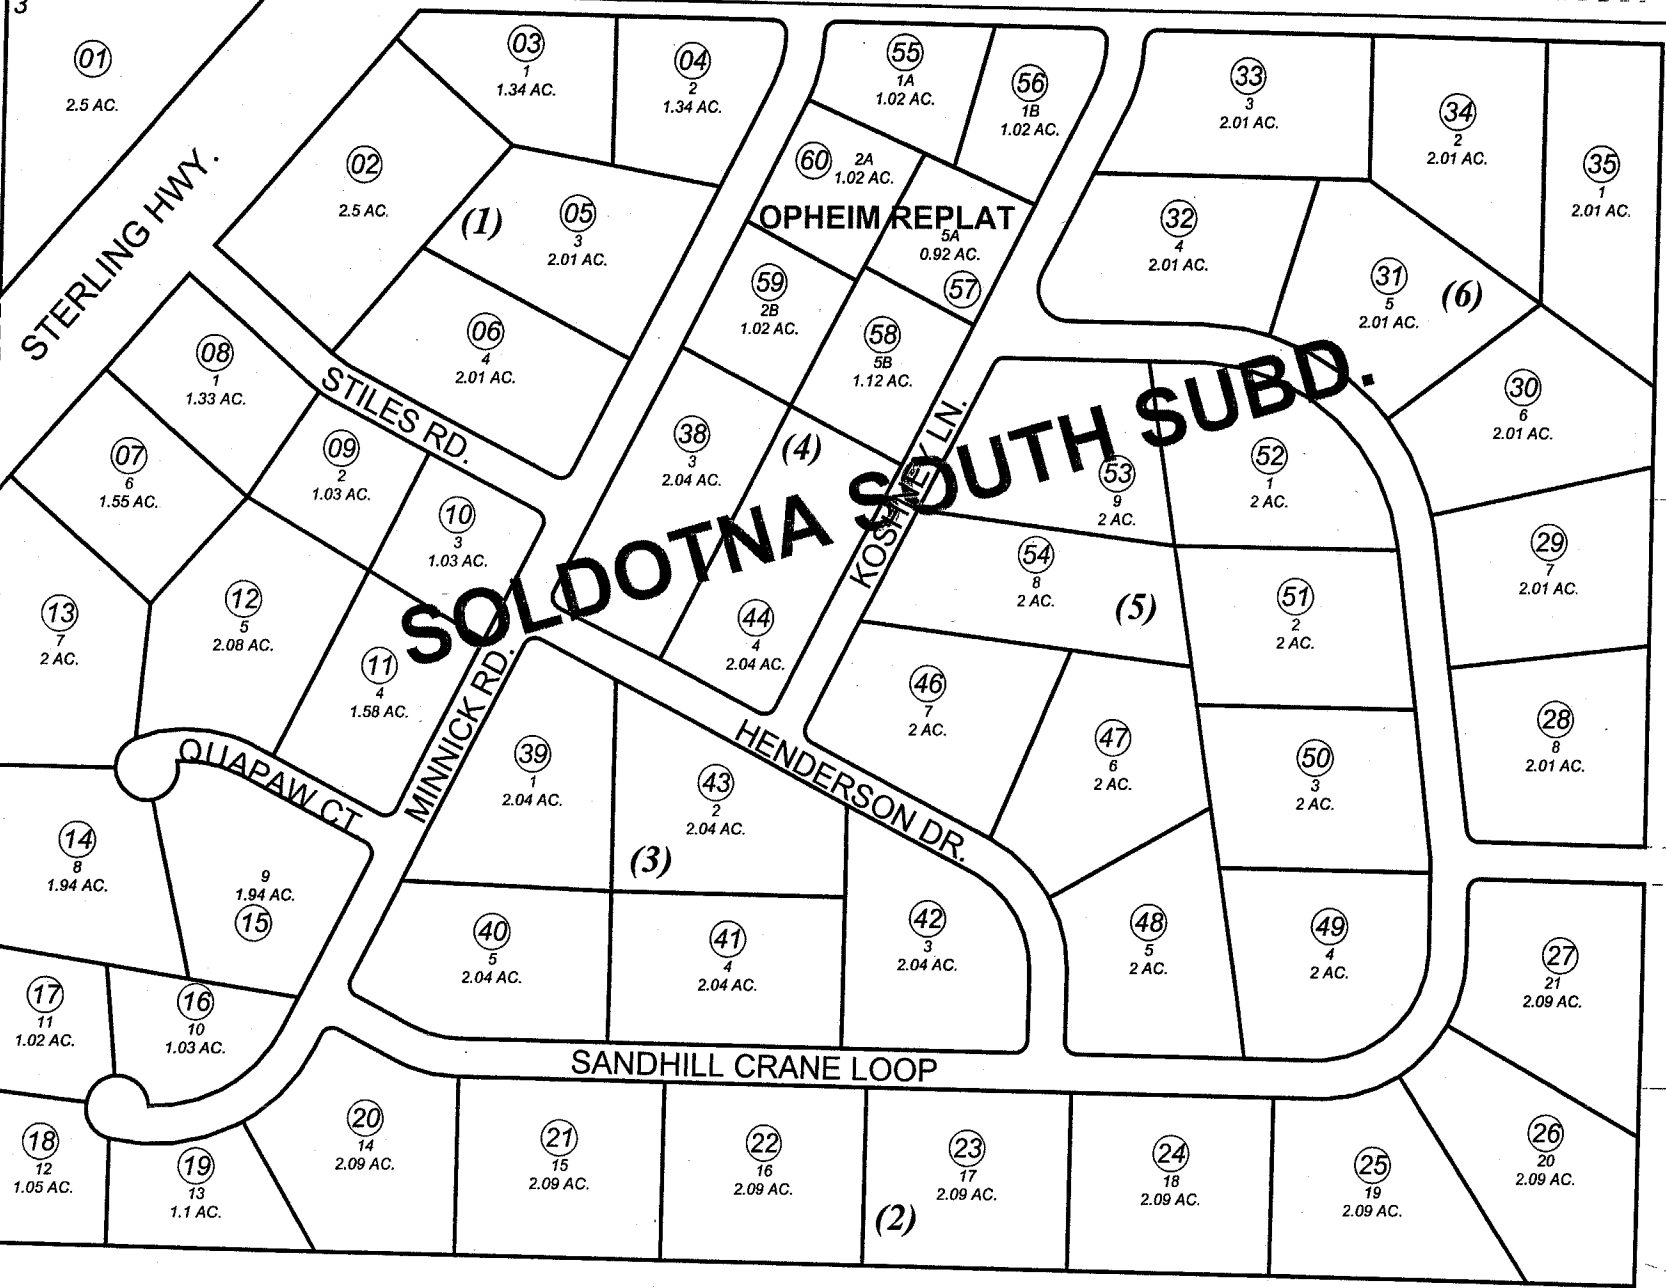 3
01
2.5 AC.
03
1
1.34 AC.
04
2
1.34 AC.
55
1A
1.02 AC.
56
1B
1.02 AC.
33
3
2.01 AC.
34
2
2.01 AC.
35
1
2.01 AC.
02
2.5 AC.
(1)
05
3
2.01 AC.
60
2A
1.02 AC.
OPHEIM REPLAT
5A
0.92 AC.
57
32
4
2.01 AC.
31
5
2.01 AC.
(6)
STERLING HWY.
06
4
2.01 AC.
59
2B
1.02 AC.
58
5B
1.12 AC.
08
1
1.33 AC.
STILES RD.
30
6
2.01 AC.
07
6
1.55 AC.
09
2
1.03 AC.
38
3
2.04 AC.
(4)
KOSHNEY LN.
53
9
2 AC.
52
1
2 AC.
SOLDOTNA SOUTH SUBD.
10
3
1.03 AC.
54
8
2 AC.
(5)
51
2
2 AC.
29
7
2.01 AC.
13
7
2 AC.
12
5
2.08 AC.
11
4
1.58 AC.
44
4
2.04 AC.
46
7
2 AC.
47
6
2 AC.
50
3
2 AC.
28
8
2.01 AC.
MINNICK RD.
QUAPAW CT.
39
1
2.04 AC.
43
2
2.04 AC.
HENDERSON DR.
(3)
14
8
1.94 AC.
9
1.94 AC.
15
40
5
2.04 AC.
41
4
2.04 AC.
42
3
2.04 AC.
48
5
2 AC.
49
4
2 AC.
27
21
2.09 AC.
17
11
1.02 AC.
16
10
1.03 AC.
SANDHILL CRANE LOOP
18
12
1.05 AC.
19
13
1.1 AC.
20
14
2.09 AC.
21
15
2.09 AC.
22
16
2.09 AC.
23
17
2.09 AC.
(2)
24
18
2.09 AC.
25
19
2.09 AC.
26
20
2.09 AC.